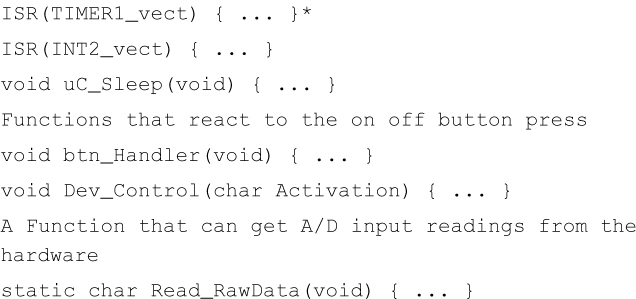 ISR(TIMER1_vect) { ... }*
ISR(INT2_vect) { ... }
void uC_Sleep(void) { ... }
Functions that react to the on off button press
void btn_Handler(void) { ... }
void Dev_Control(char Activation) { ... }
A Function that can get A/D input readings from the
hardware
static char Read_RawData(void) { ... }